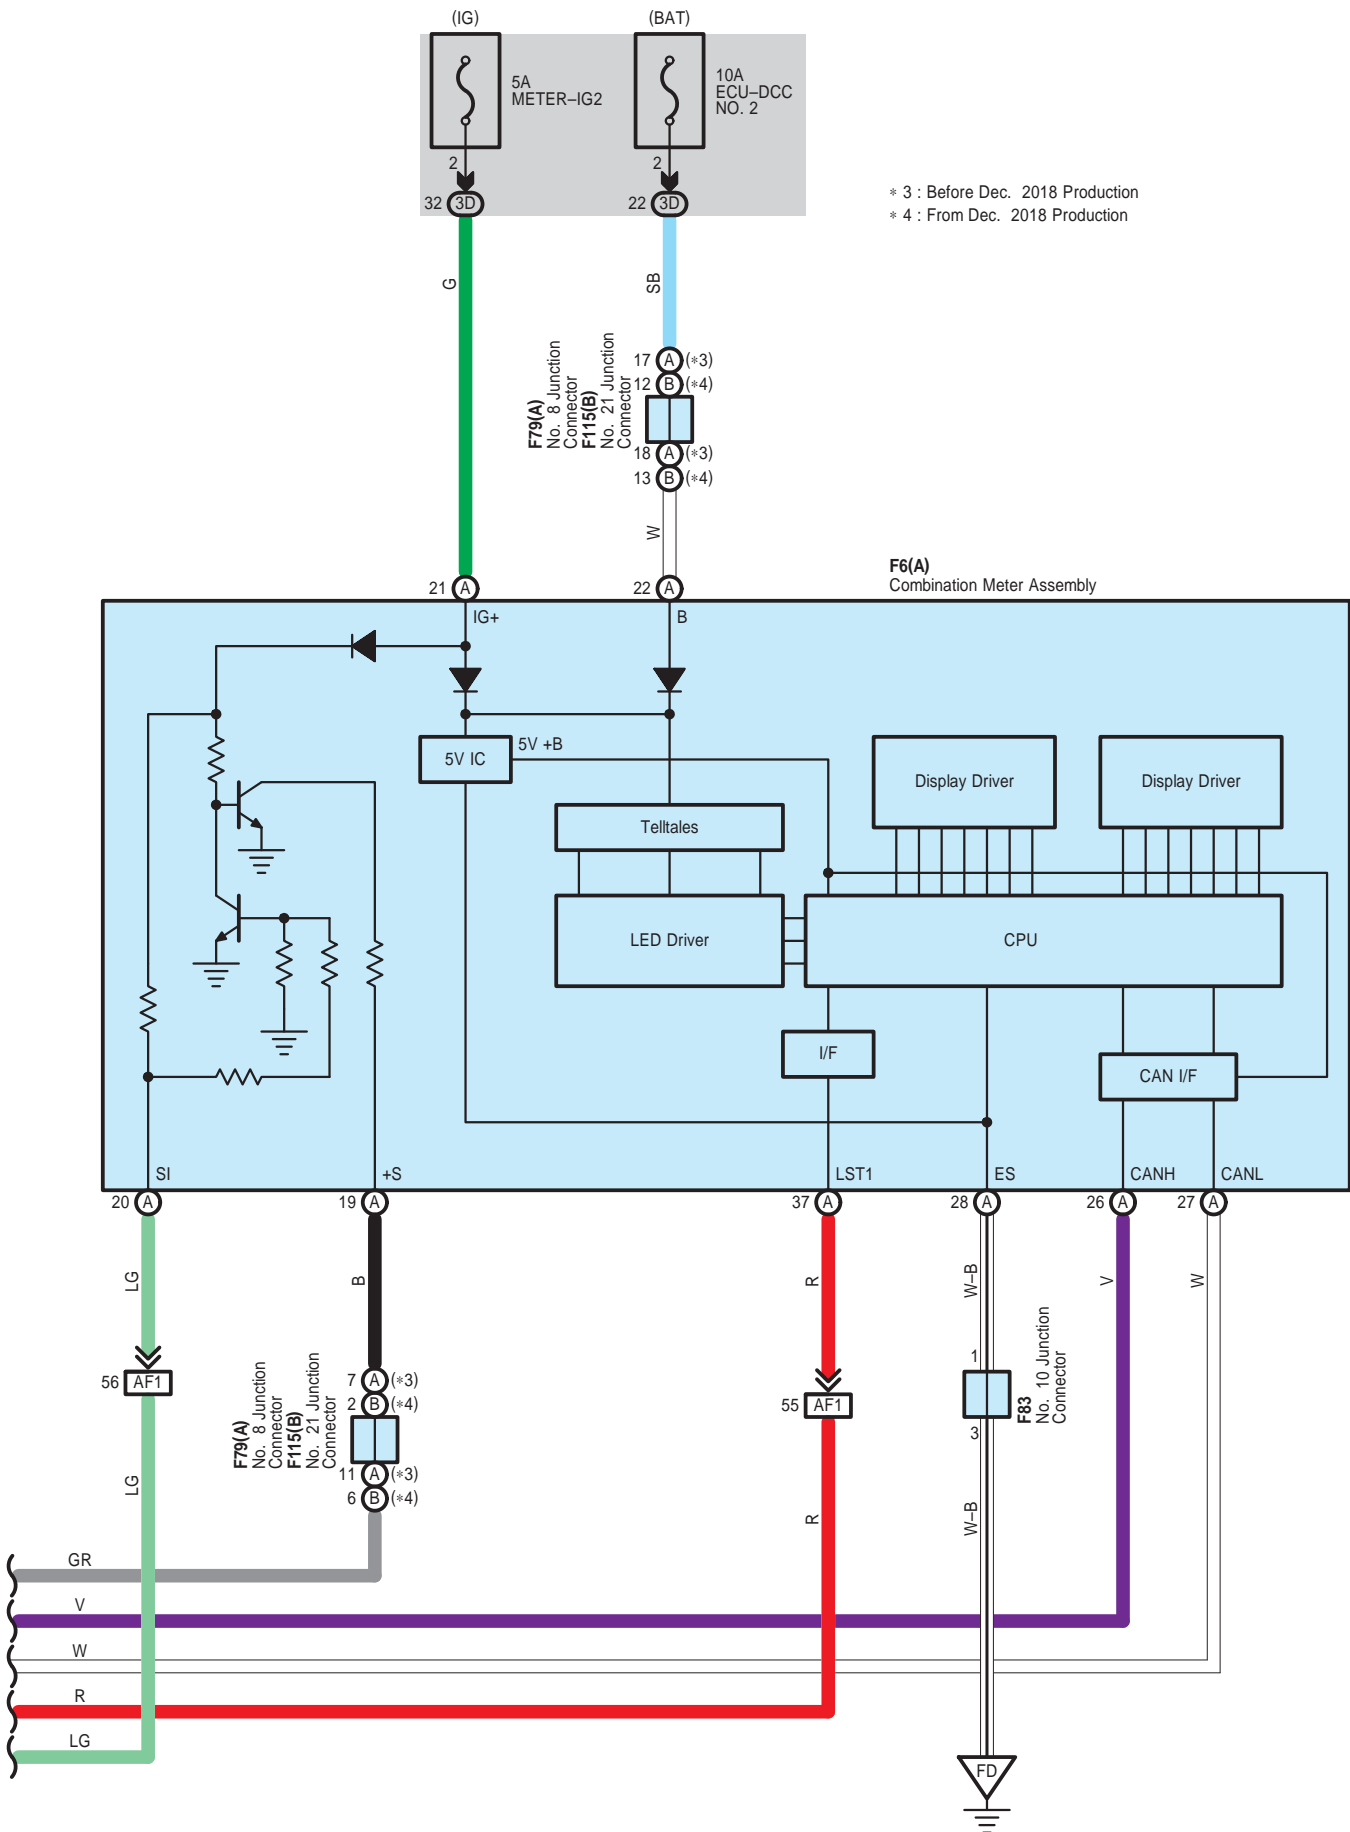 (IG)
(BAT)
5A
METER–IG2
10A
ECU–DCC
NO. 2
2
2
32 3D
22 3D
∗ 3 : Before Dec. 2018 Production
∗ 4 : From Dec. 2018 Production
G
SB
F79(A)
No. 8 Junction
Connector
F115(B)
No. 21 Junction
Connector
17 A (∗3)
12 B (∗4)
18 A (∗3)
13 B (∗4)
W
F6(A)
Combination Meter Assembly
21 A
22 A
IG+
B
5V IC
5V +B
Display Driver
Display Driver
Telltales
LED Driver
CPU
I/F
CAN I/F
SI
+S
LST1
ES
CANH
CANL
20 A
19 A
37 A
28 A
26 A
27 A
LG
B
R
W–B
V
W
56 AF1
F79(A)
No. 8 Junction
Connector
F115(B)
No. 21 Junction
Connector
7 A (∗3)
2 B (∗4)
11 A (∗3)
6 B (∗4)
55 AF1
1
3
F83
No. 10 Junction
Connector
LG
R
W–B
GR
V
W
R
LG
FD